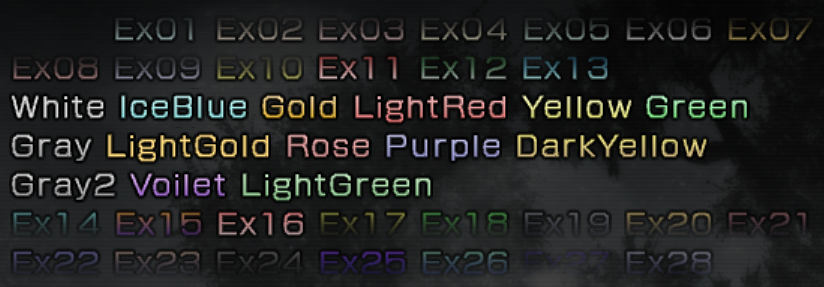 Ex01 Ex02 Ex03 Ex04 Ex05 Ex06 Ex07
Ex08 Ex09 Ex10 Ex11 Ex12 Ex13
White IceBlue Gold LightRed Yellow Green
Gray LightGold Rose Purple DarkYellow
Gray2 Voilet LightGreen
Ex14 Ex15 Ex16 Ex17 Ex18 Ex19 Ex20 Ex21
Ex22 Ex23 Ex24 Ex25 Ex26 Ex27 Ex28